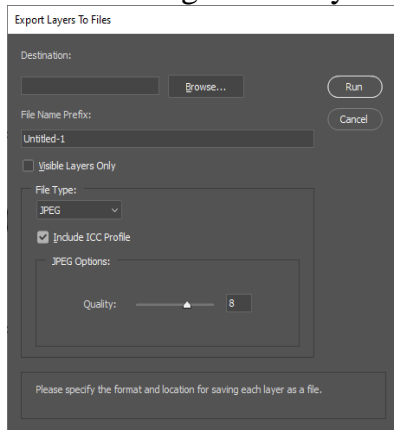 Export Layers To Files
Destination:
Browse...
Run
File Name Prefix:
Cancel
Untitled-1
Visible Layers Only
File Type:
JPEG
Include ICC Profile
JPEG Options:
Quality: 8
Please specify the format and location for saving each layer as a file.